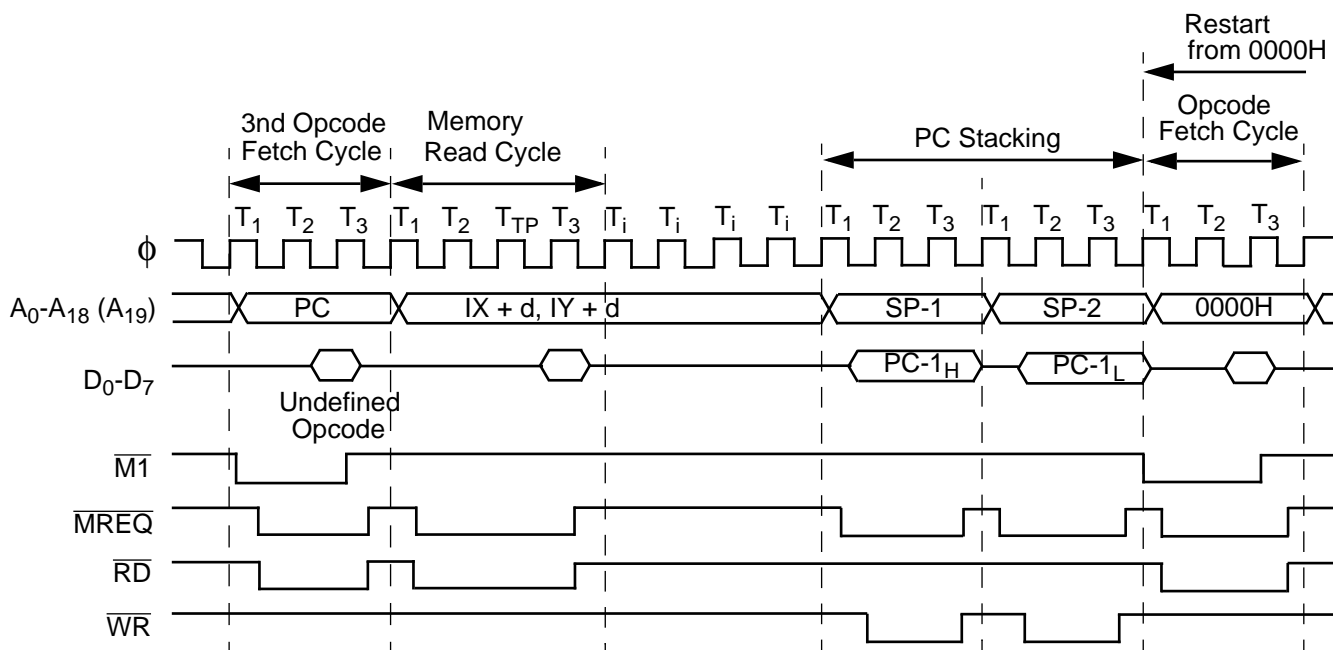 Restart
from 0000H
3nd Opcode
Fetch Cycle
Memory
Read Cycle
PC Stacking
Opcode
Fetch Cycle
T1 T2 T3 T1 T2 TTP T3 Ti Ti Ti Ti T1 T2 T3 T1 T2 T3 T1 T2 T3
ϕ
A0-A18 (A19) PC IX + d, IY + d SP-1 SP-2 0000H
D0-D7 PC-1H PC-1L
Undefined
Opcode
M1
MREQ
RD
WR